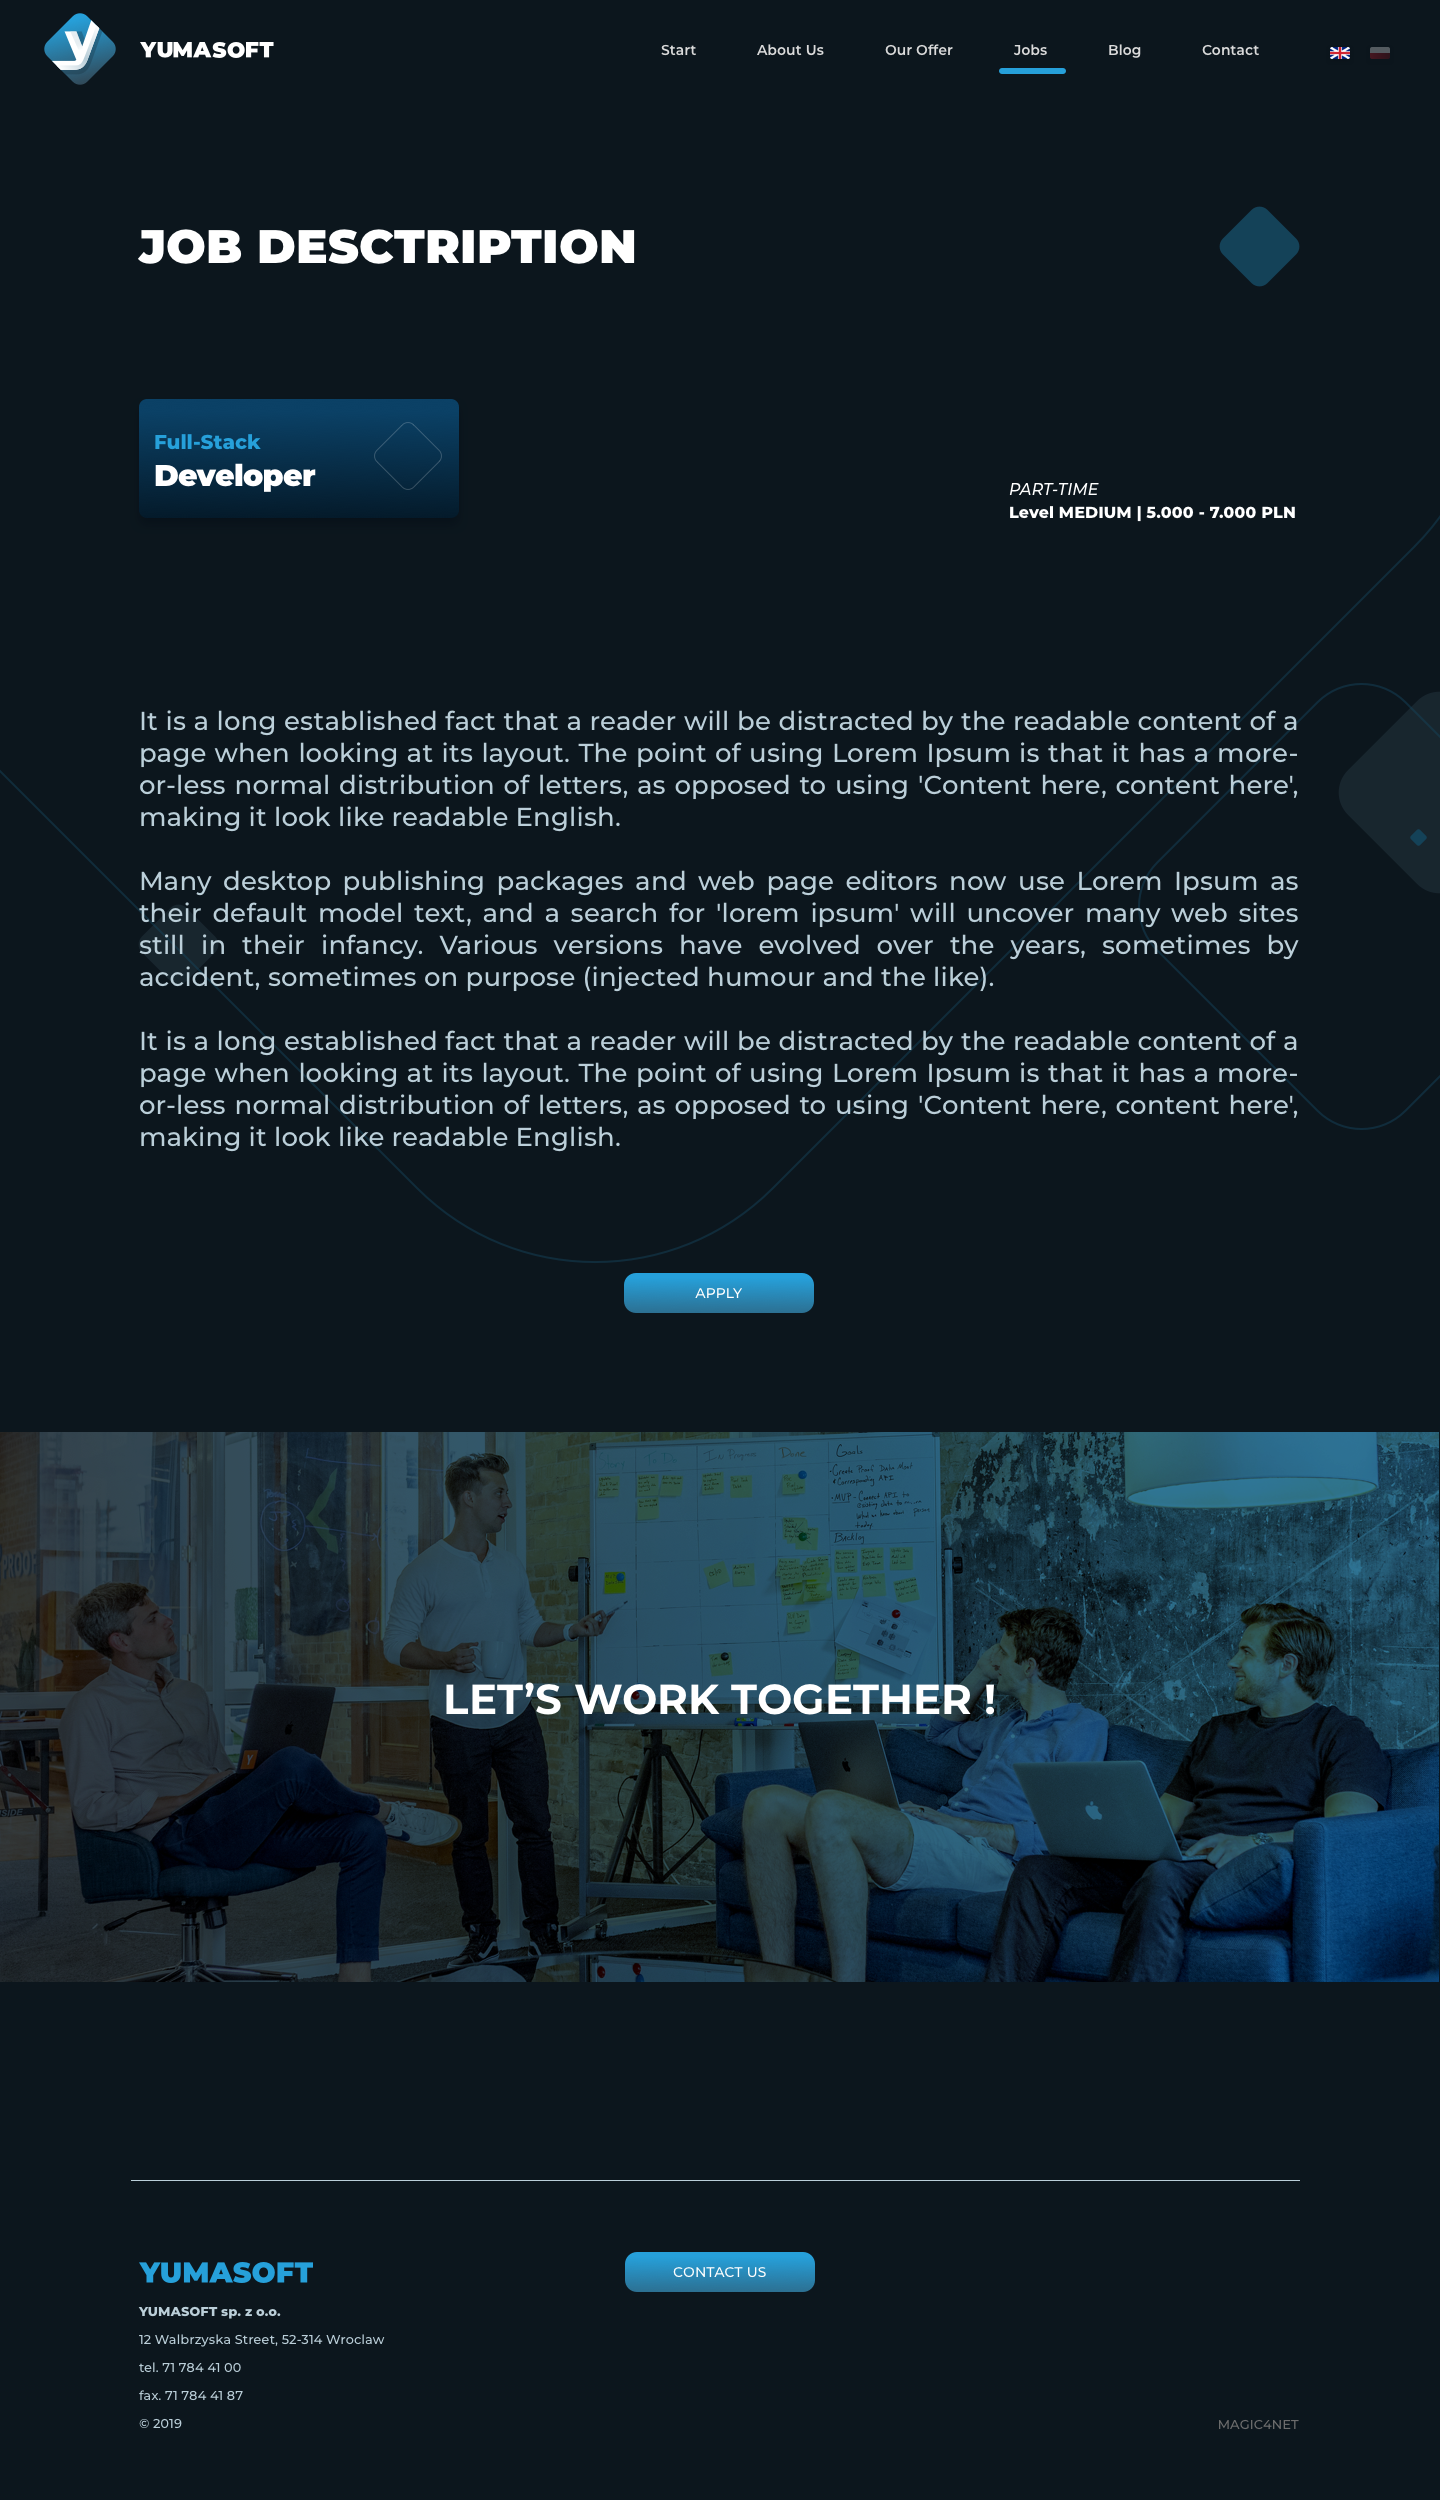 YUMASOFT
Start About Us Our Offer Jobs Blog Contact
JOB DESCTRIPTION
Full-Stack
Developer
PART-TIME
Level MEDIUM | 5.000 - 7.000 PLN
It is a long established fact that a reader will be distracted by the readable content of a
page when looking at its layout. The point of using Lorem Ipsum is that it has a more-
or-less normal distribution of letters, as opposed to using 'Content here, content here',
making it look like readable English.
Many desktop publishing packages and web page editors now use Lorem Ipsum as
their default model text, and a search for 'lorem ipsum' will uncover many web sites
still in their infancy. Various versions have evolved over the years, sometimes by
accident, sometimes on purpose (injected humour and the like).
It is a long established fact that a reader will be distracted by the readable content of a
page when looking at its layout. The point of using Lorem Ipsum is that it has a more-
or-less normal distribution of letters, as opposed to using 'Content here, content here',
making it look like readable English.
APPLY
To Do
In Progress
Done
Goals
Backlog
PROOF
LET’S WORK TOGETHER !
YUMASOFT
CONTACT US
YUMASOFT sp. z o.o.
12 Walbrzyska Street, 52-314 Wroclaw
tel. 71 784 41 00
fax. 71 784 41 87
© 2019
MAGIC4NET